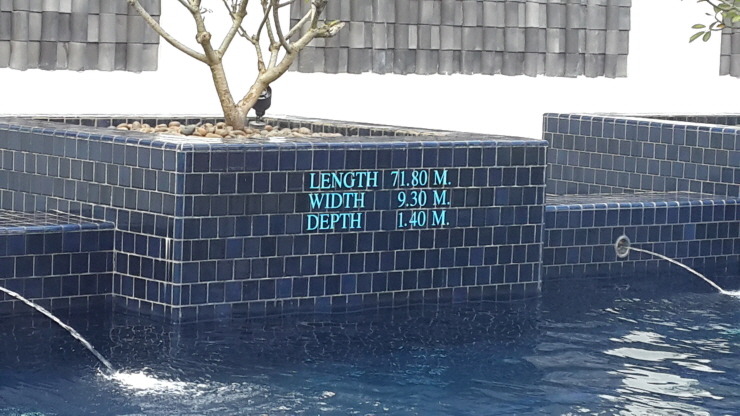 LENGTH 71.80 M.
WIDTH 9.30 M.
DEPTH 1.40 M.